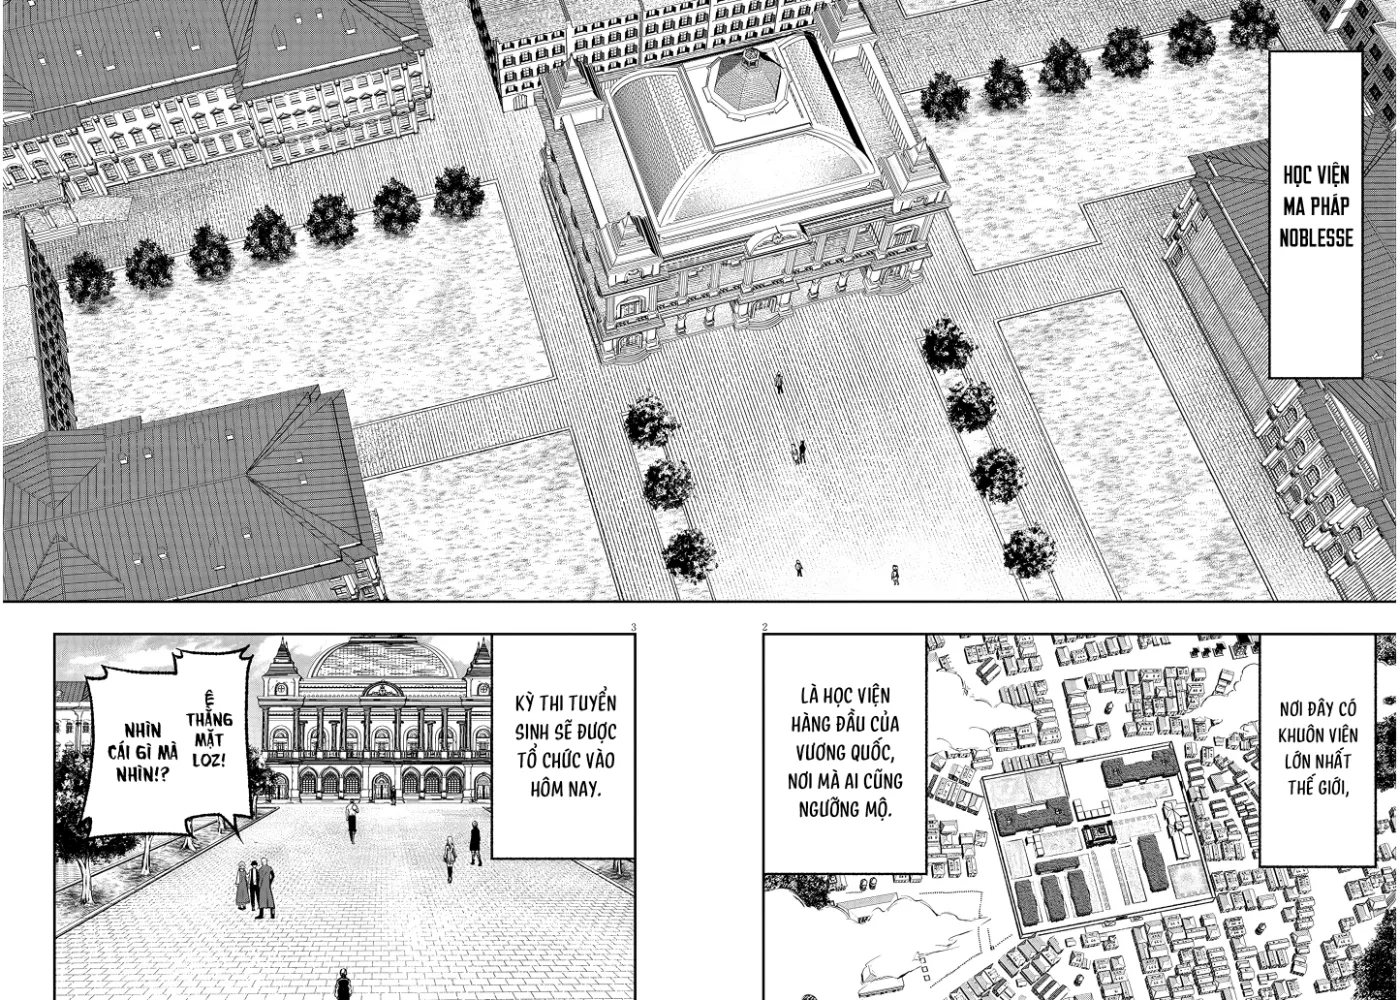 HỌC VIỆN
MA PHÁP
NOBLESSE
NƠI ĐÂY CÓ
KHUÔN VIÊN
LỚN NHẤT
THẾ GIỚI,
LÀ HỌC VIỆN
HÀNG ĐẦU CỦA
VƯƠNG QUỐC,
NƠI MÀ AI CŨNG
NGƯỠNG MỘ.
2
3
KỲ THI TUYỂN
SINH SẼ ĐƯỢC
TỔ CHỨC VÀO
HÔM NAY.
Ê
THẰNG
MẶT
LOZ!
NHÌN
CÁI GÌ MÀ
NHÌN!?